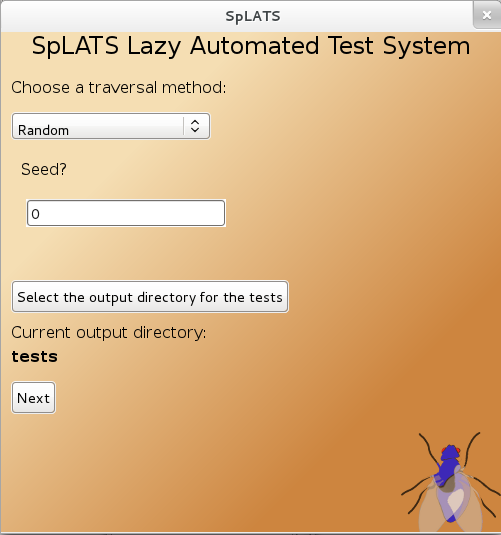 SpLATS
SpLATS Lazy Automated Test System
Choose a traversal method:
Random
Seed?
0
Select the output directory for the tests
Current output directory:
tests
Next